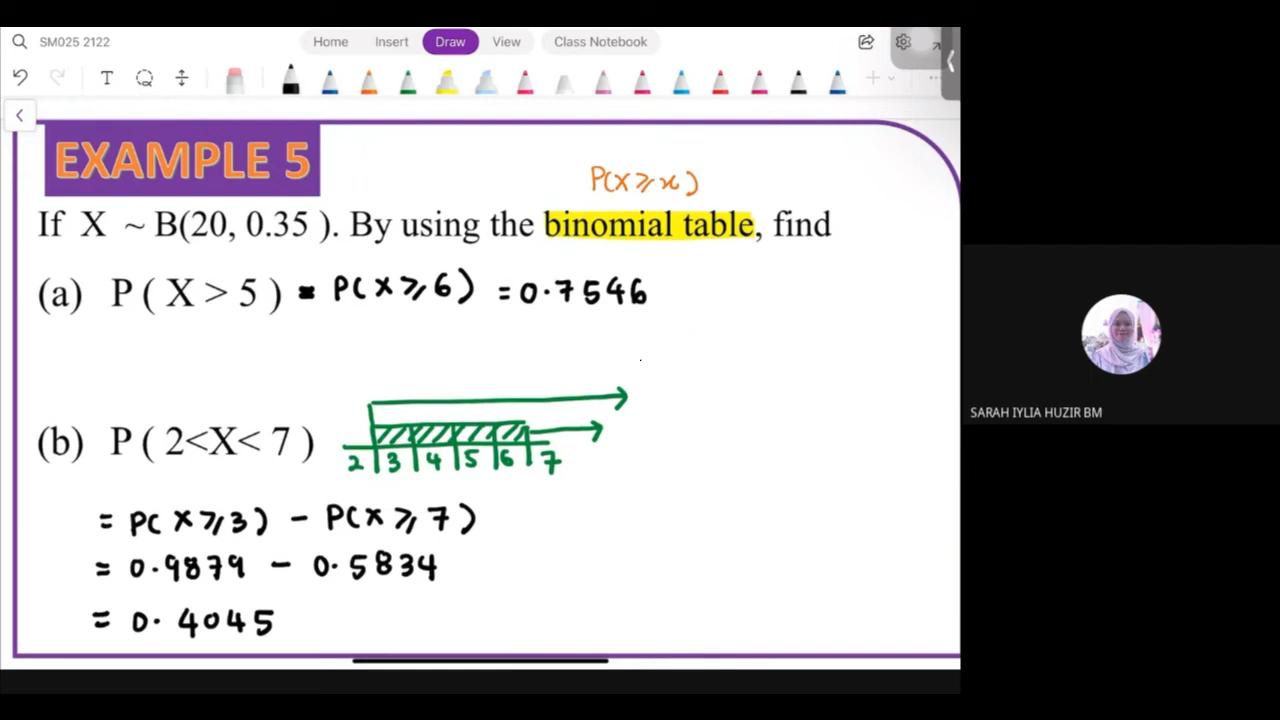 SM025 2122
Home Insert Draw View Class Notebook
T
EXAMPLE 5
P(X ⩾ x)
If X ~ B(20, 0.35 ). By using the binomial table, find
(a) P ( X > 5 ) = P( X ⩾ 6 ) = 0.7546
(b) P ( 2<X< 7 )
2 3 4 5 6 7
= P( X ⩾ 3 ) - P( X ⩾ 7 )
= 0.9879 - 0.5834
= 0.4045
SARAH IYLIA HUZIR BM